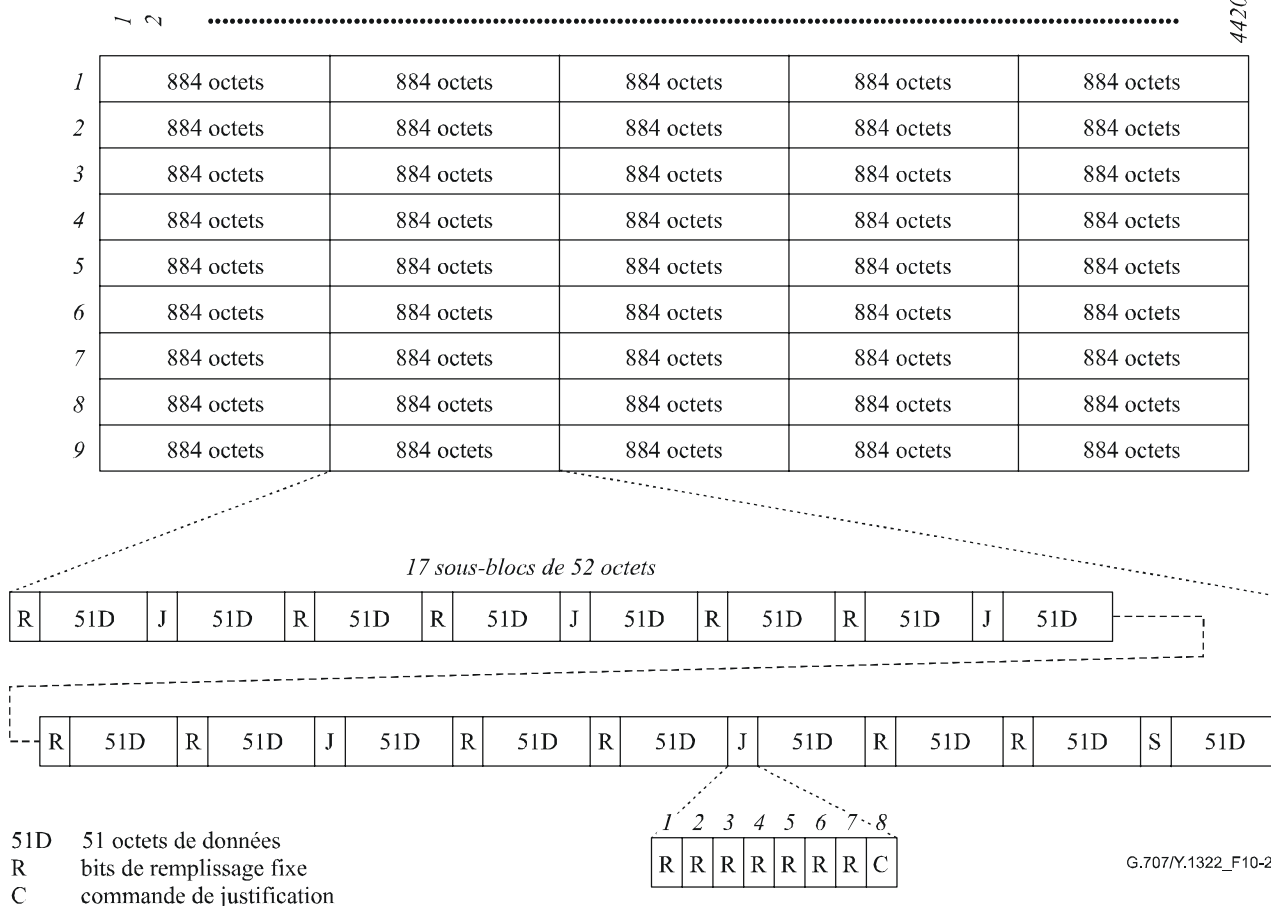 1 2 4420
1 884 octets 884 octets 884 octets 884 octets 884 octets
2 884 octets 884 octets 884 octets 884 octets 884 octets
3 884 octets 884 octets 884 octets 884 octets 884 octets
4 884 octets 884 octets 884 octets 884 octets 884 octets
5 884 octets 884 octets 884 octets 884 octets 884 octets
6 884 octets 884 octets 884 octets 884 octets 884 octets
7 884 octets 884 octets 884 octets 884 octets 884 octets
8 884 octets 884 octets 884 octets 884 octets 884 octets
9 884 octets 884 octets 884 octets 884 octets 884 octets
17 sous-blocs de 52 octets
R 51D J 51D R 51D R 51D J 51D R 51D R 51D J 51D
R 51D R 51D J 51D R 51D R 51D J 51D R 51D R 51D S 51D
1 2 3 4 5 6 7 8
R R R R R R R C
51D 51 octets de données
R bits de remplissage fixe
C commande de justification
G.707/Y.1322_F10-2